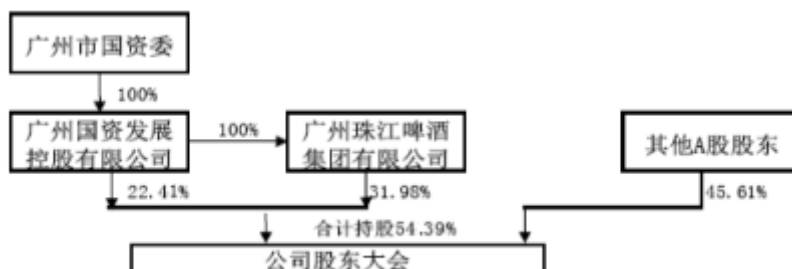 广州市国资委
100%
广州国资发展
控股有限公司
100%
广州珠江啤酒
集团有限公司
其他A股股东
22.41%
31.98%
45.61%
合计持股54.39%
公司股东大会